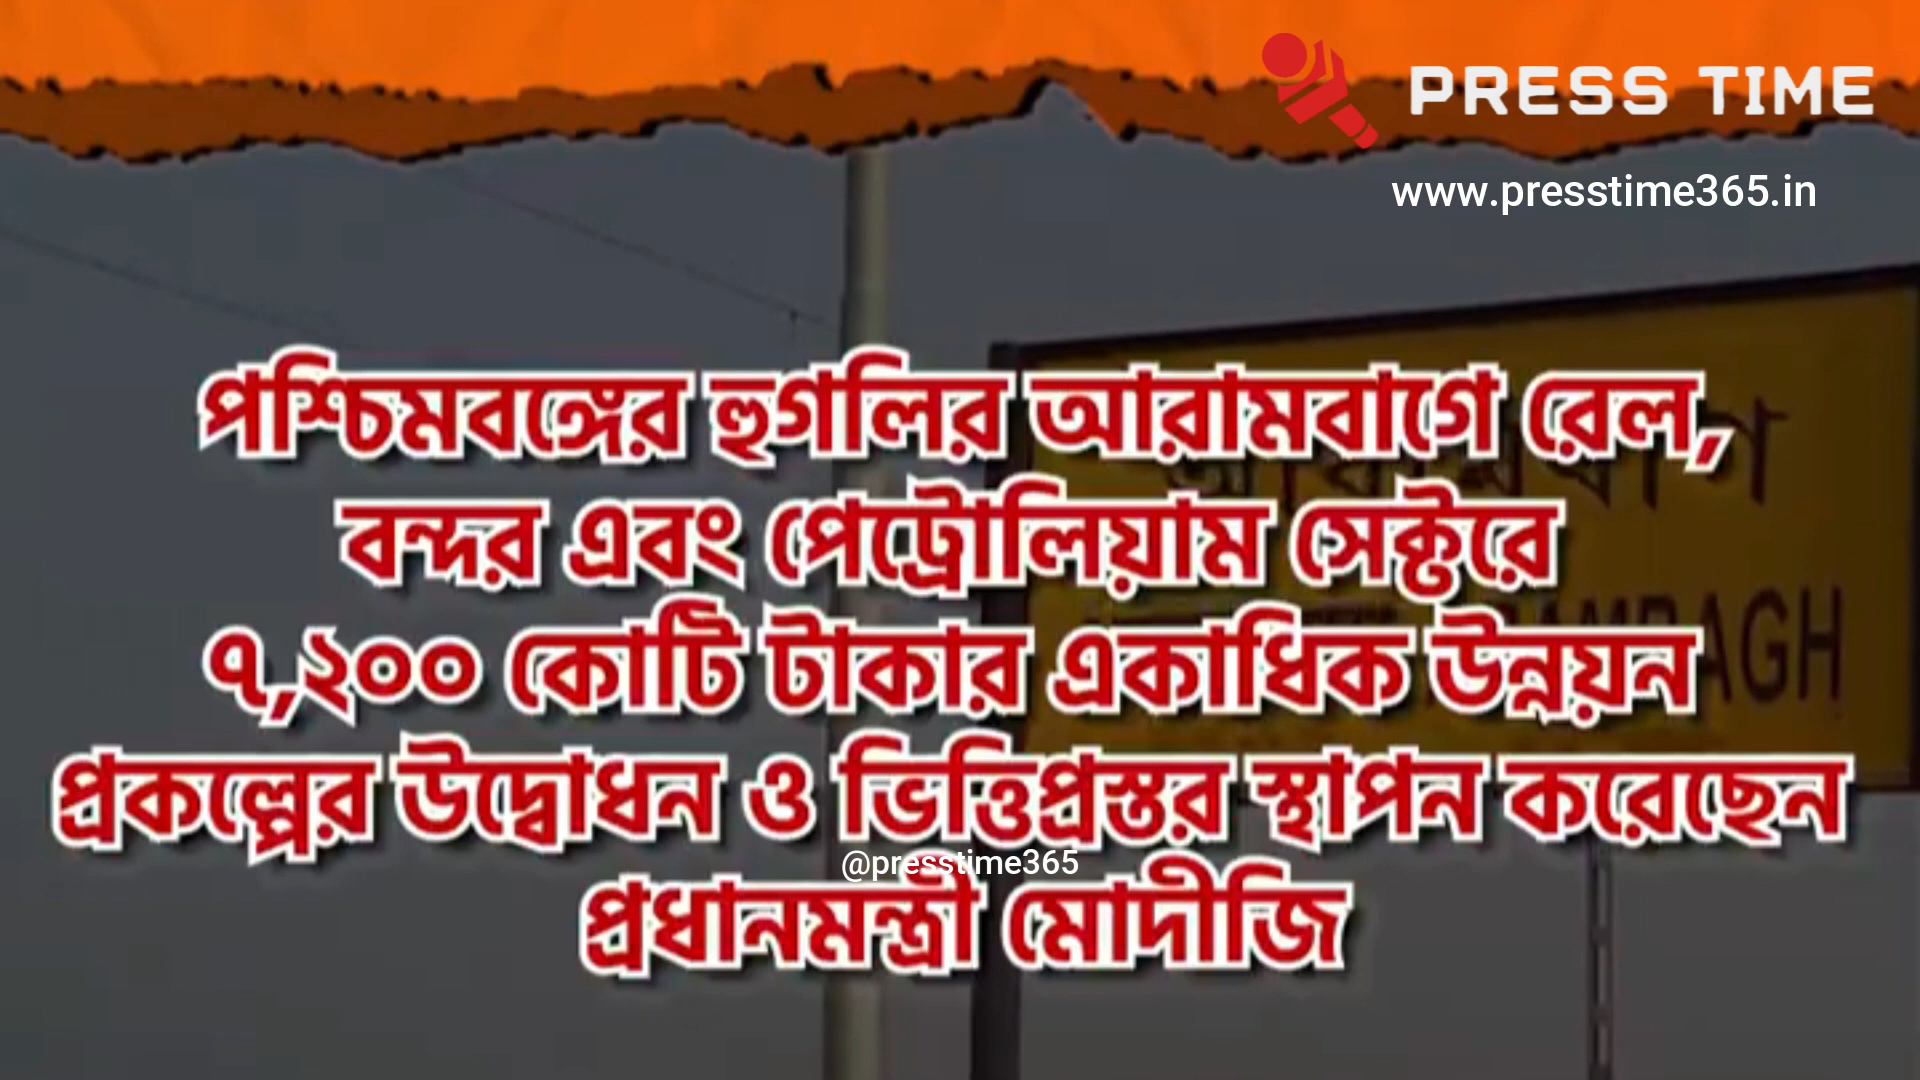 PRESS TIME
www.presstime365.in
পশ্চিমবঙ্গের হুগলির আরামবাগে রেল,
বন্দর এবং পেট্রোলিয়াম সেক্টরে
৭,২০০ কোটি টাকার একাধিক উন্নয়ন
প্রকল্পের উদ্বোধন ও ভিত্তিপ্রস্তর স্থাপন করেছেন
@presstime365
প্রধানমন্ত্রী মোদীজি